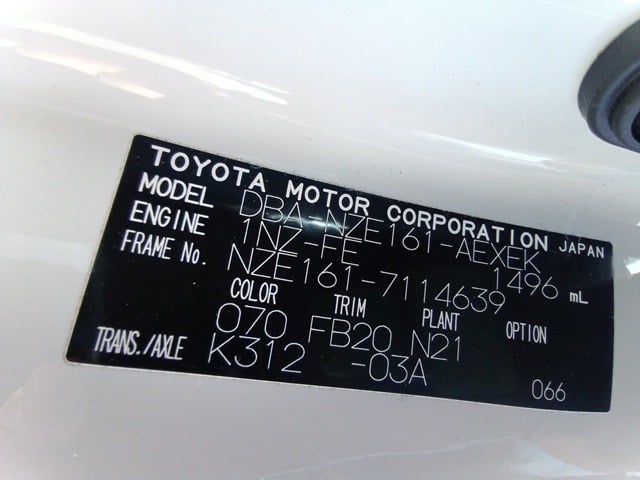 TOYOTA MOTOR CORPORATION JAPAN
MODEL DBA-NZE161-AEXEK
ENGINE 1NZ-FE 1496 mL
FRAME No. NZE161-7114639
COLOR TRIM PLANT OPTION
070 FB20 N21
TRANS./AXLE K312 -03A
066